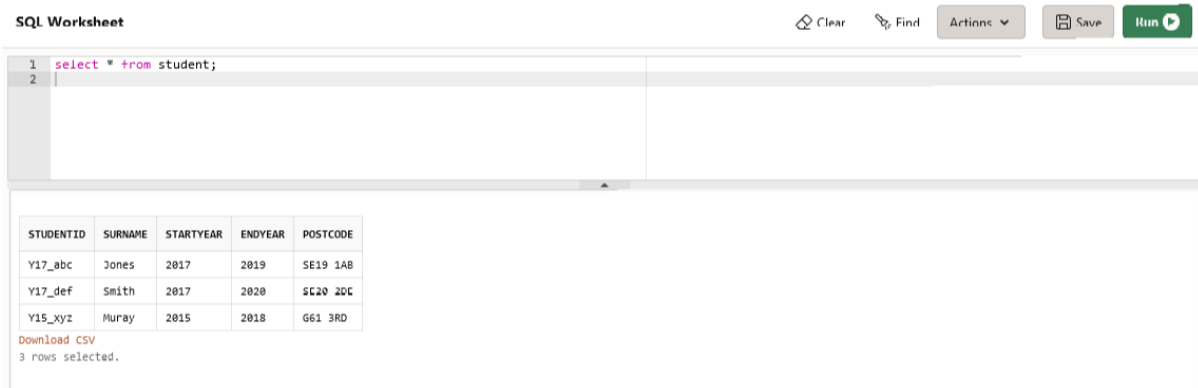 SQL Worksheet Clear Find Actions Save Run
1 select * from student;
2
STUDENTID SURNAME STARTYEAR ENDYEAR POSTCODE
Y17_abc Jones 2017 2019 SE19 1AB
Y17_def Smith 2017 2020 SE20 2DE
Y15_xyz Muray 2015 2018 G61 3RD
Download CSV
3 rows selected.